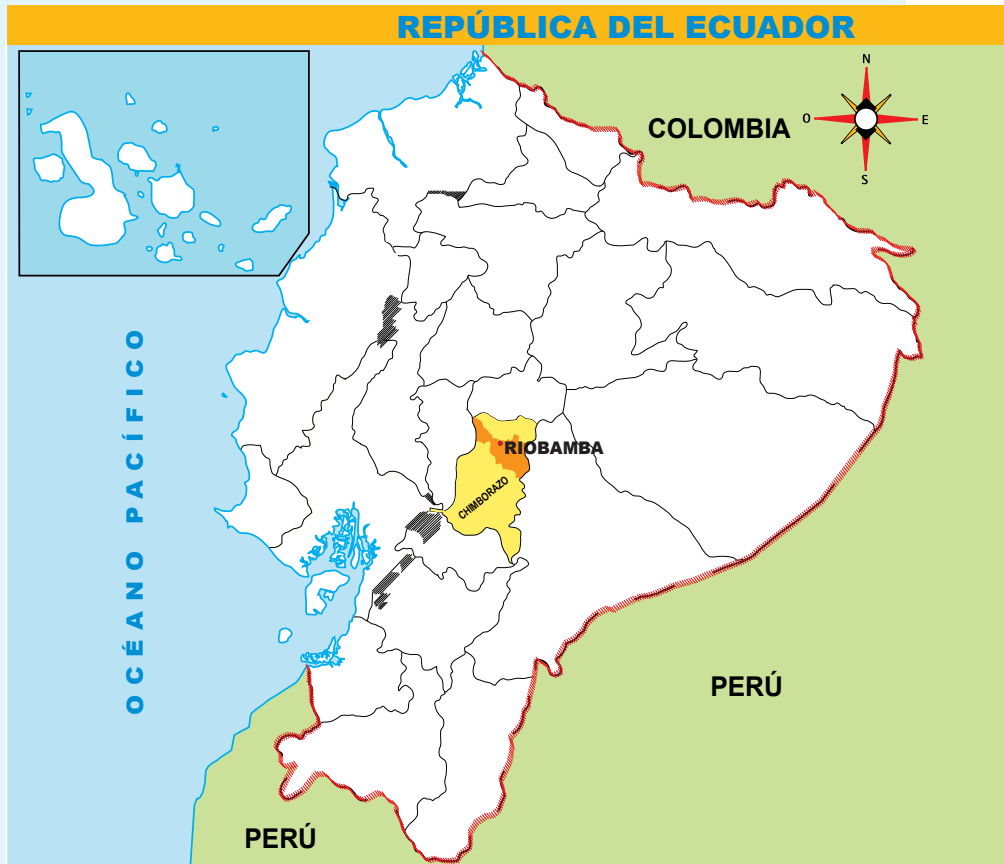 REPÚBLICA DEL ECUADOR
N
COLOMBIA
O
E
S
OCÉANO PACÍFICO
RIOBAMBA
CHIMBORAZO
PERÚ
PERÚ